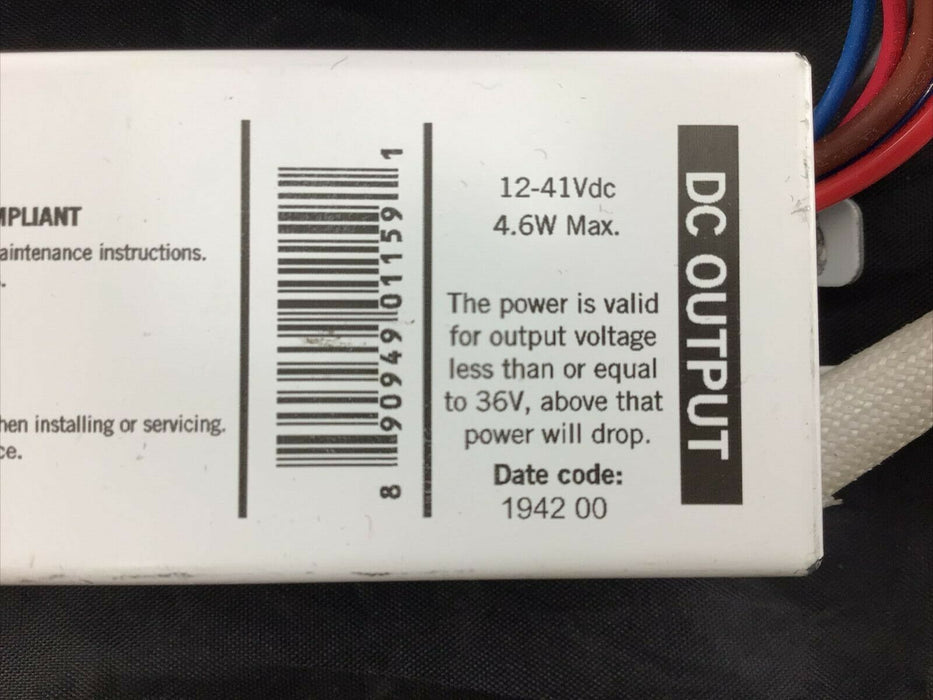 MPLIANT
aintenance instructions.
hen installing or servicing.
ce.
8 90949 01159 1
12-41Vdc
4.6W Max.
The power is valid
for output voltage
less than or equal
to 36V, above that
power will drop.
Date code:
1942 00
DC OUTPUT